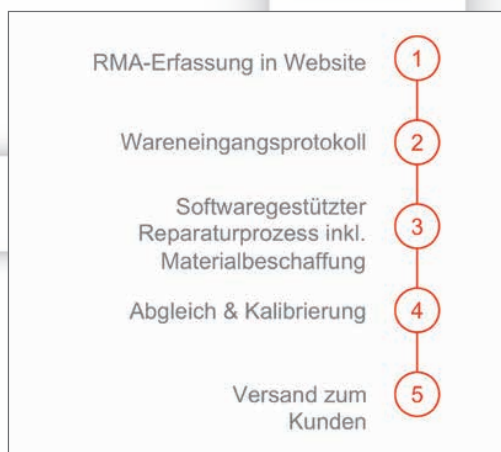 RMA-Erfassung in Website
1
Wareneingangsprotokoll
2
Softwaregestützter
Reparaturprozess inkl.
Materialbeschaffung
3
Abgleich & Kalibrierung
4
Versand zum
Kunden
5